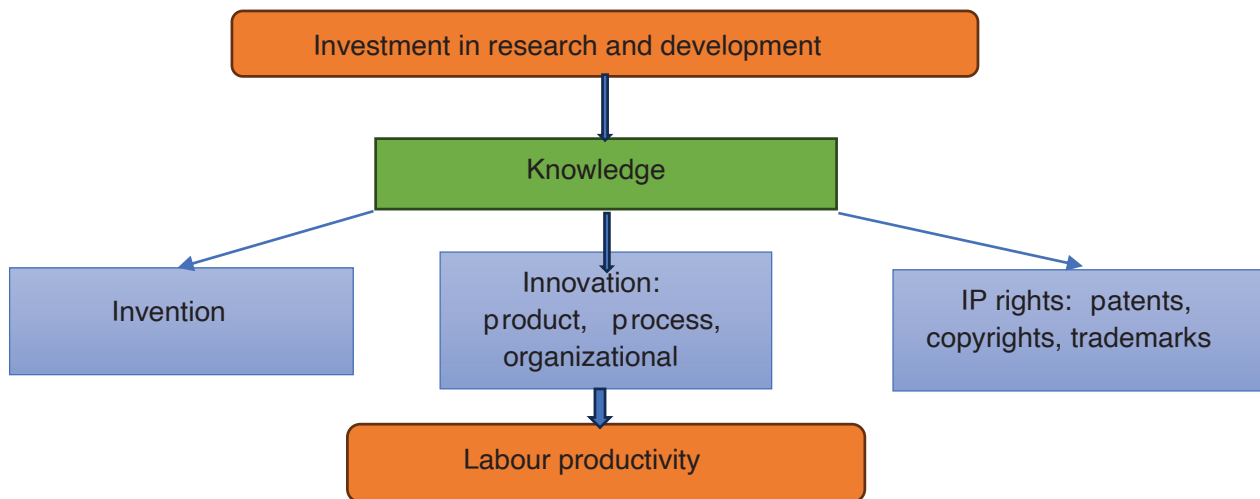 Investment in research and development
Knowledge
Invention
Innovation:
product, process,
organizational
IP rights: patents,
copyrights, trademarks
Labour productivity